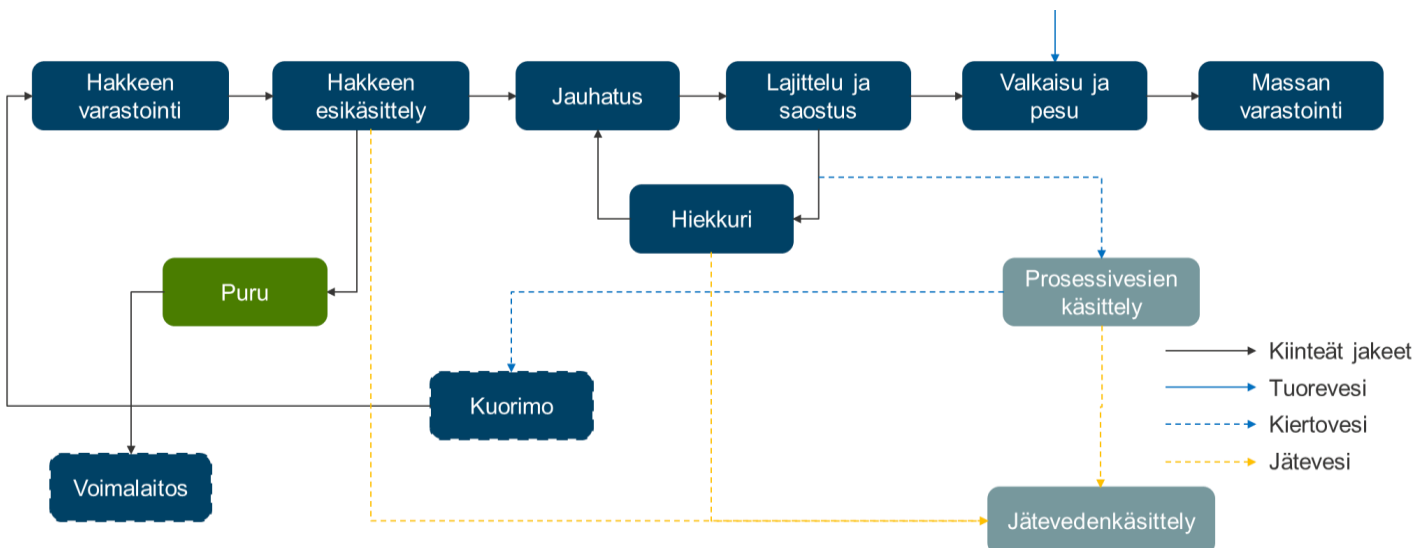 Hakkeen
varastointi
Hakkeen
esikäsittely
Jauhatus
Lajittelu ja
saostus
Valkaisu ja
pesu
Massan
varastointi
Hiekkuri
Puru
Prosessivesien
käsittely
Kuorimo
Voimalaitos
Jätevedenkäsittely
Kiinteät jakeet
Tuorevesi
Kiertovesi
Jätevesi